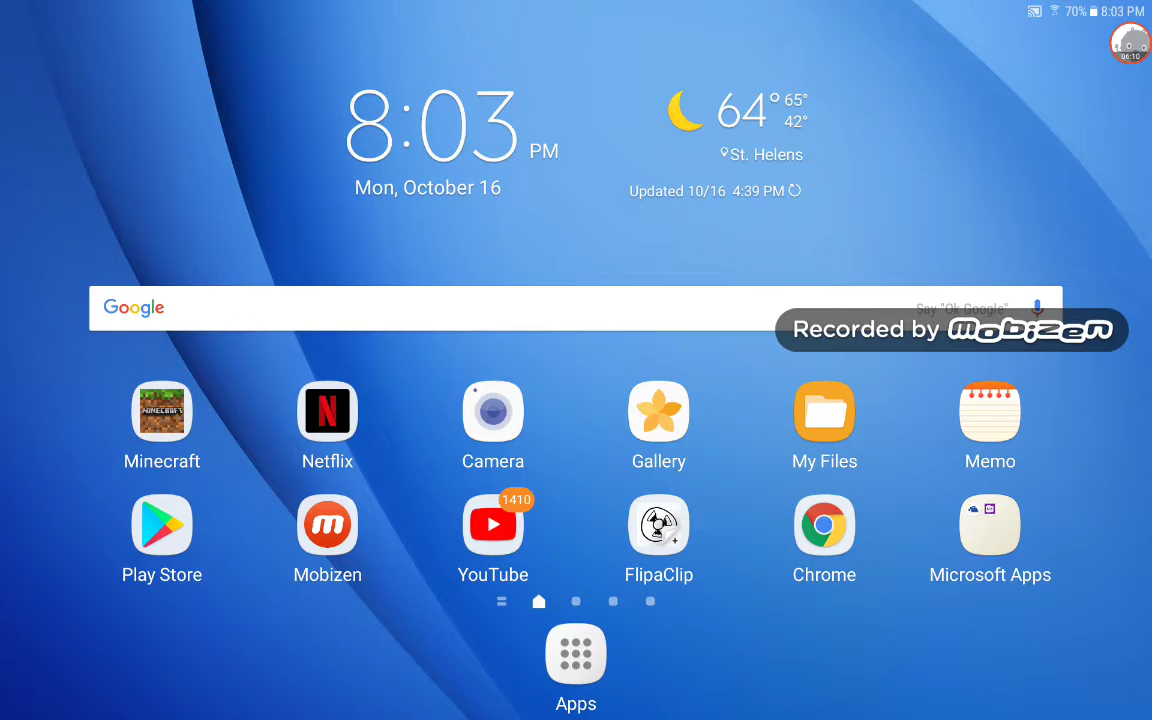 70% 8:03 PM
06:10
8:03 PM
64° 65°
42°
St. Helens
Mon, October 16
Updated 10/16 4:39 PM
Google
Say "Ok Google"
Recorded by mobizen
MINECRAFT
N
Minecraft
Netflix
Camera
Gallery
My Files
Memo
m
1410
Play Store
Mobizen
YouTube
FlipaClip
Chrome
Microsoft Apps
Apps